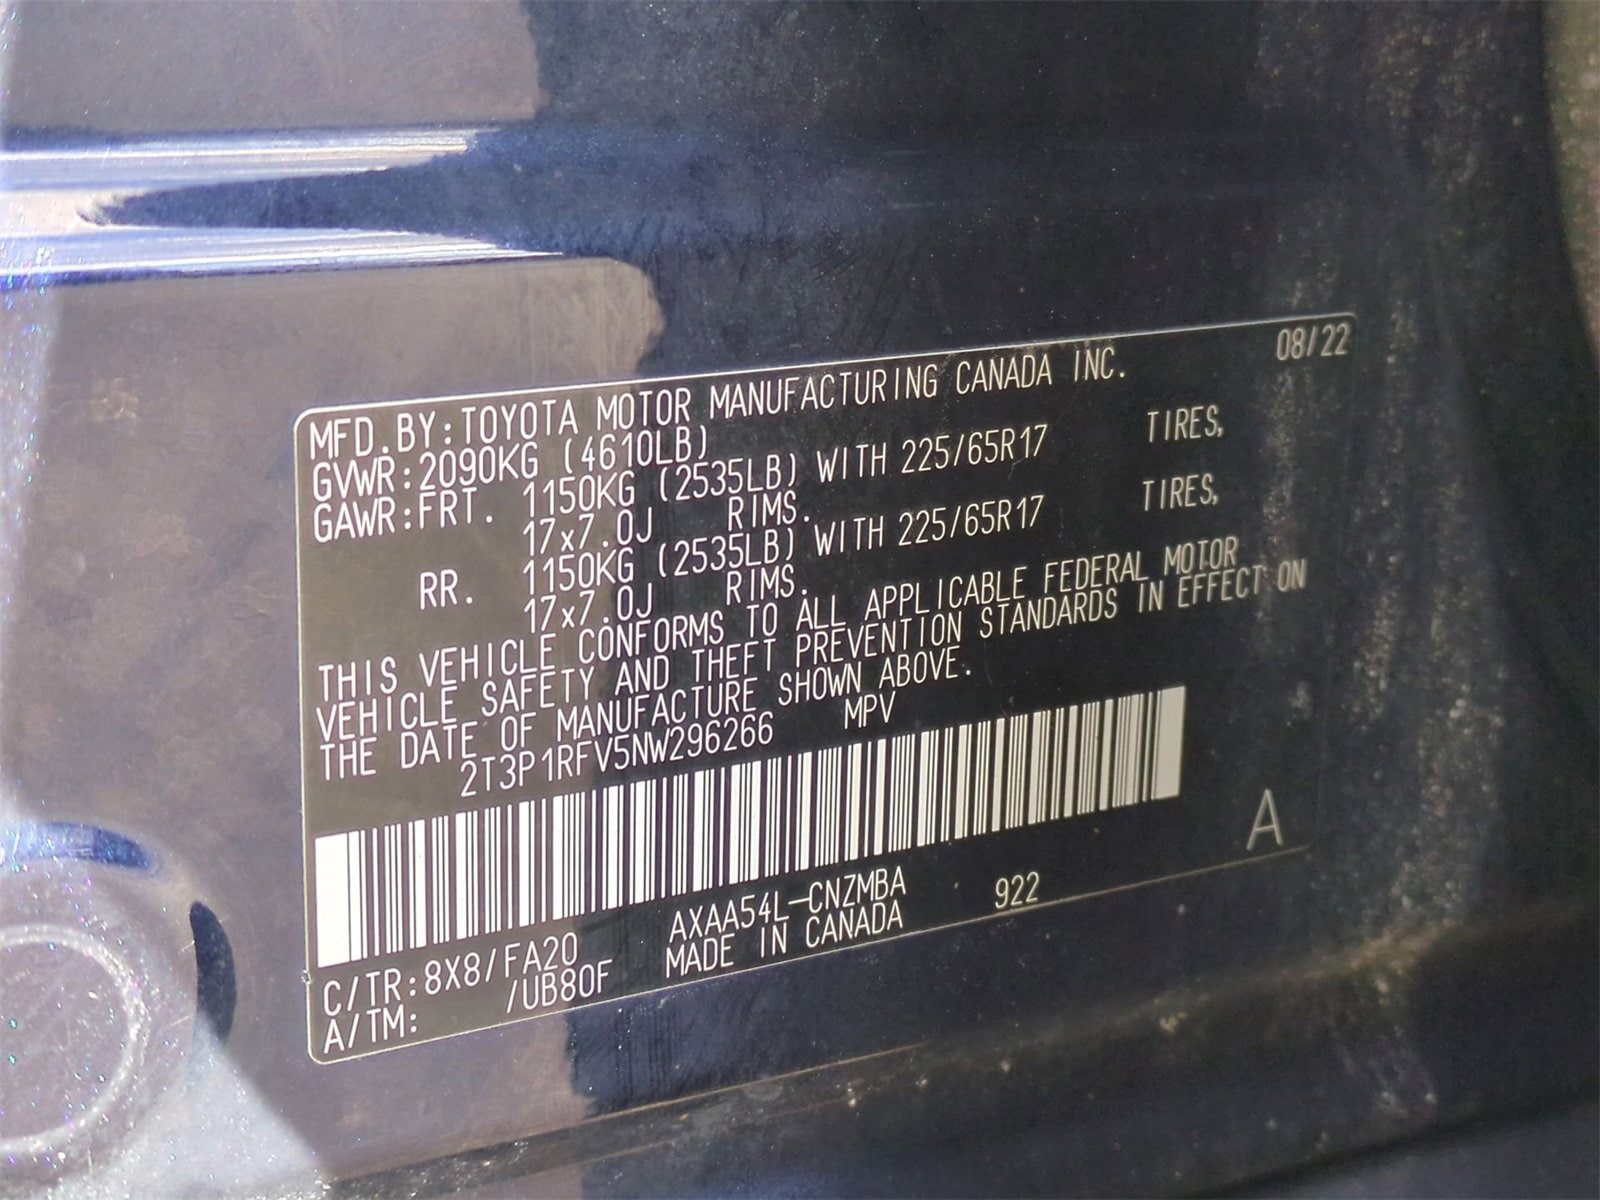 08/22
MFD.BY:TOYOTA MOTOR MANUFACTURING CANADA INC.
GVWR:2090KG (4610LB)
GAWR:FRT. 1150KG (2535LB) WITH 225/65R17 TIRES,
17x7.0J RIMS.
RR. 1150KG (2535LB) WITH 225/65R17 TIRES,
17x7.0J RIMS.
THIS VEHICLE CONFORMS TO ALL APPLICABLE FEDERAL MOTOR
VEHICLE SAFETY AND THEFT PREVENTION STANDARDS IN EFFECT ON
THE DATE OF MANUFACTURE SHOWN ABOVE.
2T3P1RFV5NW296266 MPV
A
C/TR:8X8/FA20 AXAA54L-CNZMBA 922
A/TM: /UB80F MADE IN CANADA